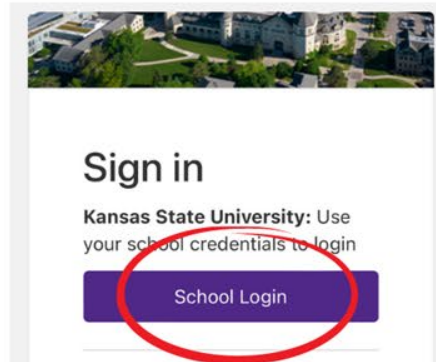 Sign in
Kansas State University: Use
your school credentials to login
School Login